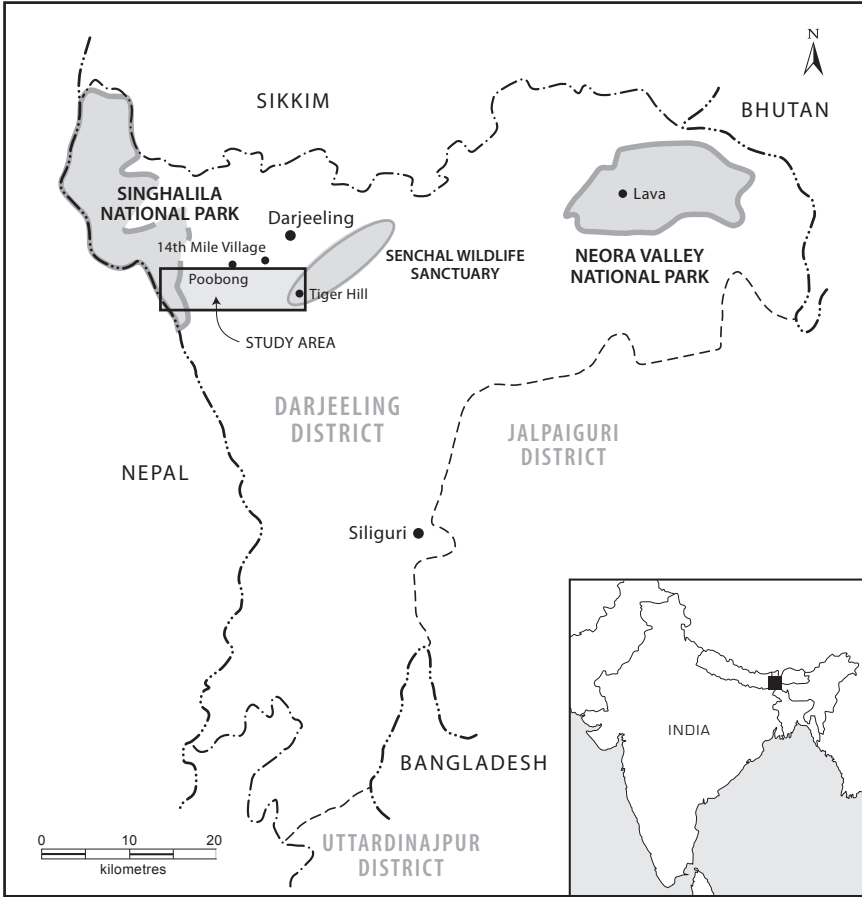 N
SIKKIM
BHUTAN
SINGHALILA
NATIONAL PARK
Lava
Darjeeling
14th Mile Village
SENCHAL WILDLIFE
SANCTUARY
NEORA VALLEY
NATIONAL PARK
Poobong
Tiger Hill
STUDY AREA
DARJEELING
DISTRICT
JALPAIGURI
DISTRICT
NEPAL
Siliguri
INDIA
BANGLADESH
UTTARDINAJPUR
DISTRICT
0 10 20
kilometres